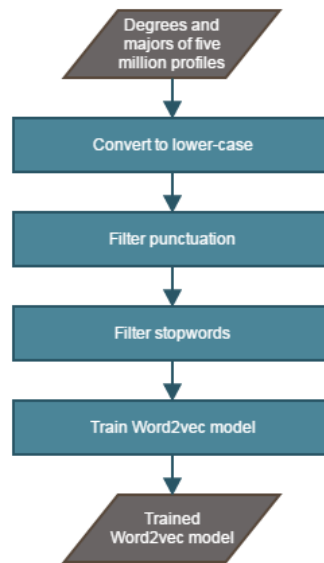 Degrees and
majors of five
million profiles
Convert to lower-case
Filter punctuation
Filter stopwords
Train Word2vec model
Trained
Word2vec model